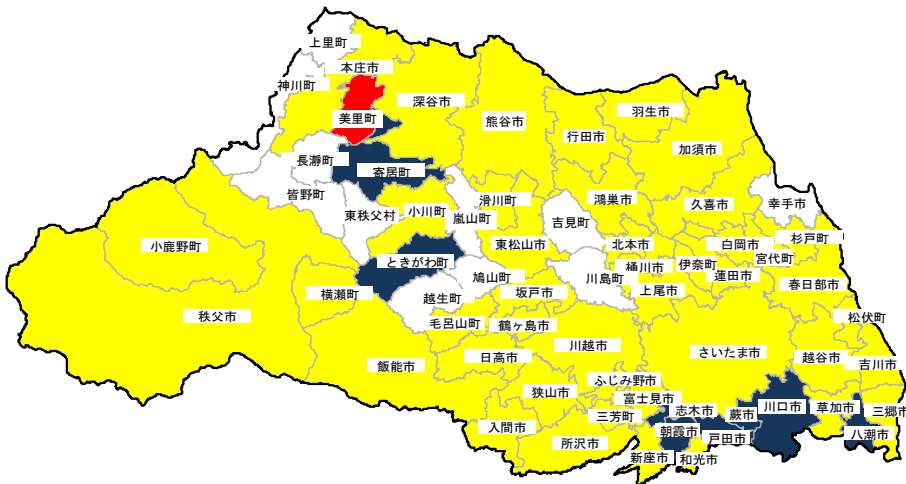 上里町
本庄市
神川町
深谷市
美里町
熊谷市
羽生市
行田市
加須市
長瀞町
寄居町
皆野町
滑川町
鴻巣市
久喜市
幸手市
東秩父村
小川町
嵐山町
吉見町
小鹿野町
東松山市
北本市
白岡市
杉戸町
ときがわ町
桶川市
伊奈町
宮代町
鳩山町
川島町
蓮田市
春日部市
横瀬町
越生町
坂戸市
上尾市
秩父市
毛呂山町
鶴ヶ島市
松伏町
川越市
さいたま市
越谷市
吉川市
飯能市
日高市
ふじみ野市
狭山市
富士見市
志木市
蕨市
川口市
草加市
三郷市
三芳町
入間市
朝霞市
戸田市
八潮市
所沢市
新座市
和光市